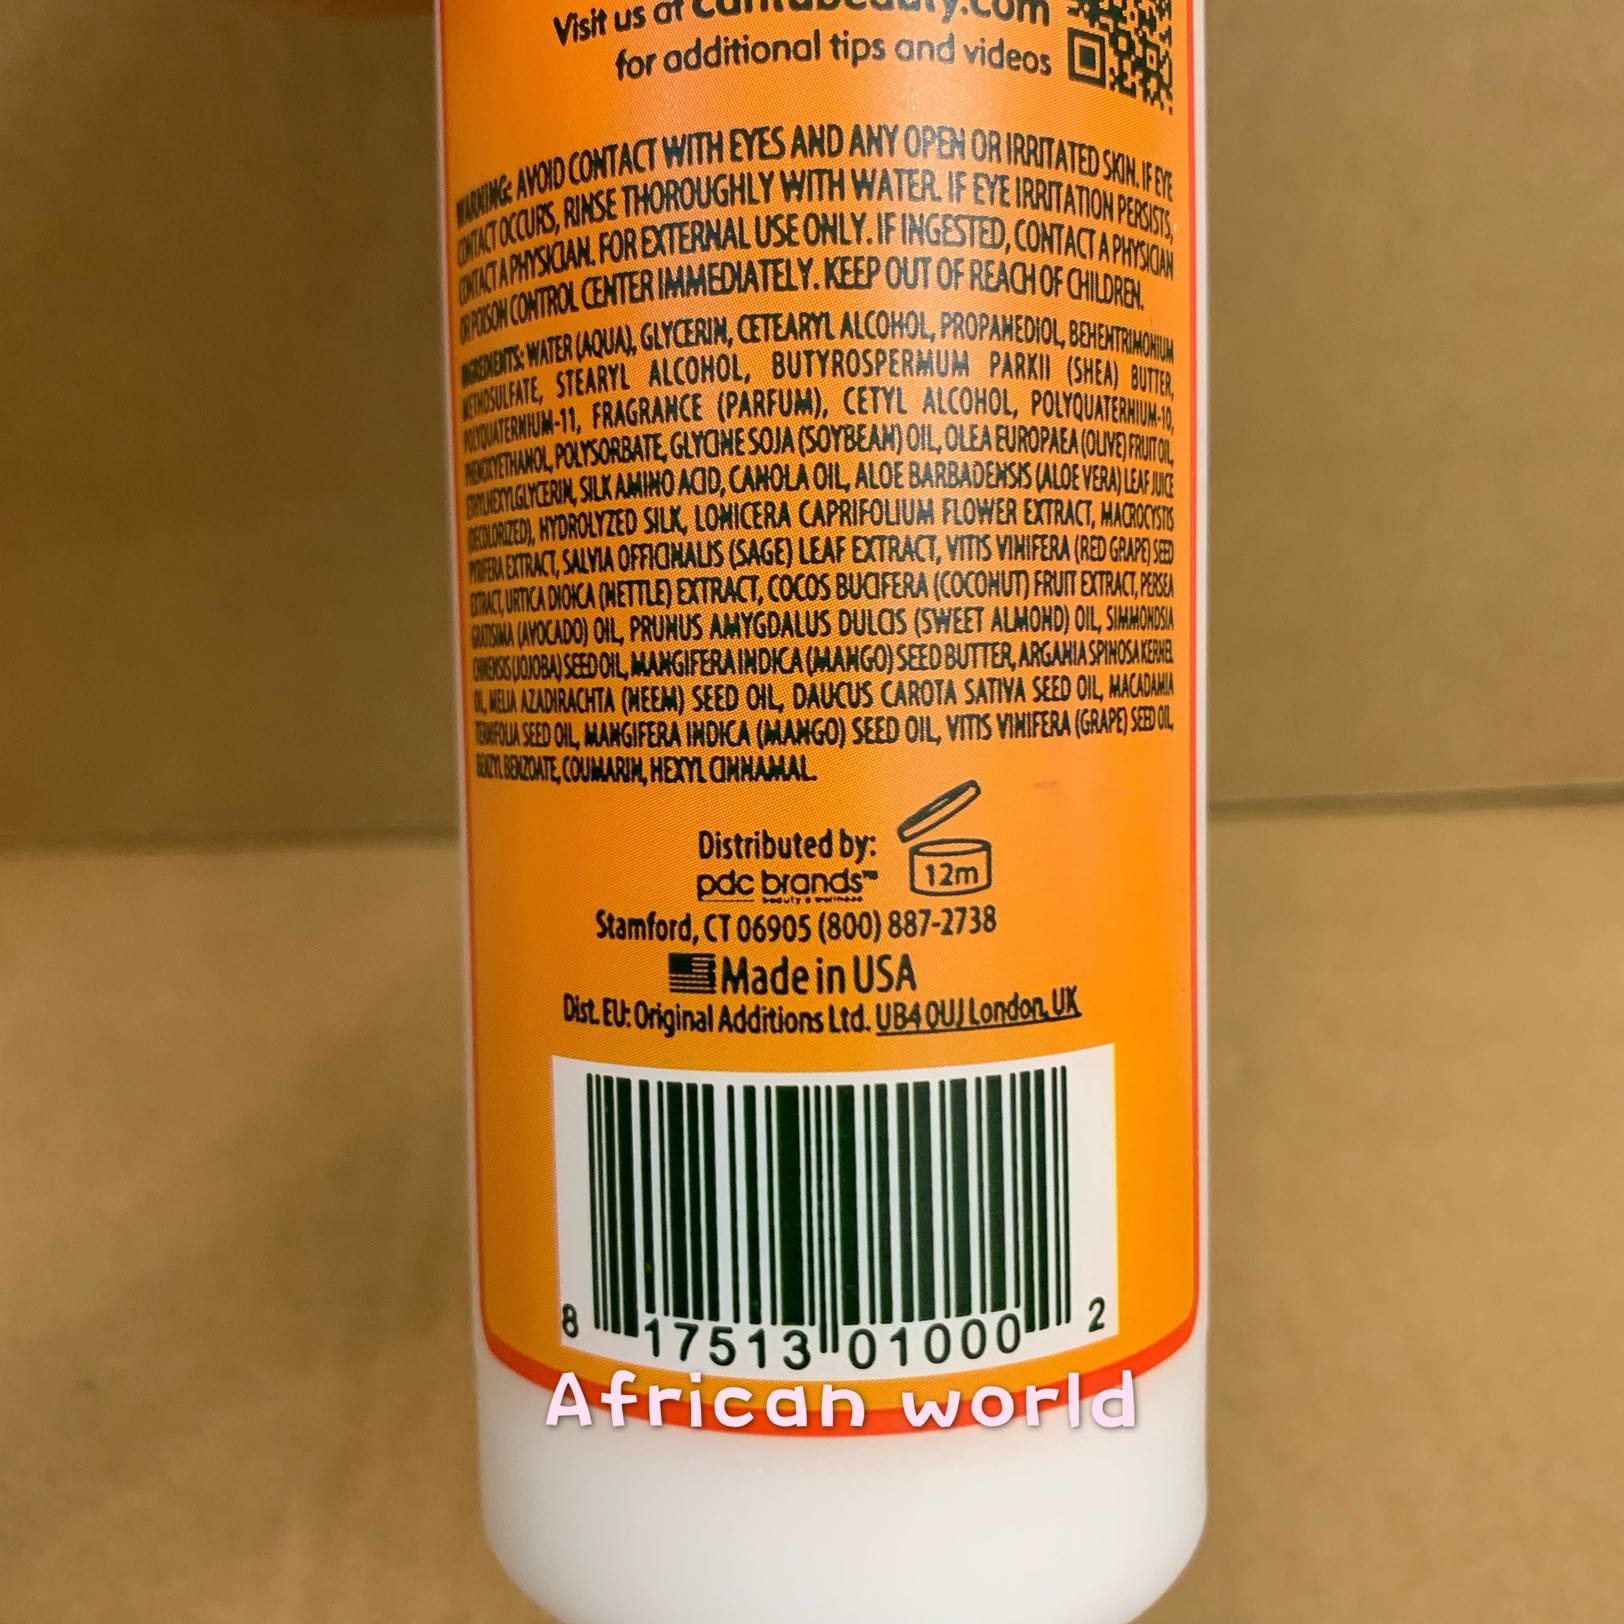 Visit us at cantubeauty.com
for additional tips and videos
WARNING: AVOID CONTACT WITH EYES AND ANY OPEN OR IRRITATED SKIN. IF EYE
CONTACT OCCURS, RINSE THOROUGHLY WITH WATER. IF EYE IRRITATION PERSISTS,
CONTACT A PHYSICIAN. FOR EXTERNAL USE ONLY. IF INGESTED, CONTACT A PHYSICIAN
OR POISON CONTROL CENTER IMMEDIATELY. KEEP OUT OF REACH OF CHILDREN.
INGREDIENTS: WATER (AQUA), GLYCERIN, CETEARYL ALCOHOL, PROPANEDIOL, BEHENTRIMONIUM
METHOSULFATE, STEARYL ALCOHOL, BUTYROSPERMUM PARKII (SHEA) BUTTER,
POLYQUATERNIUM-11, FRAGRANCE (PARFUM), CETYL ALCOHOL, POLYQUATERNIUM-10,
PHENOXYETHANOL, POLYSORBATE, GLYCINE SOJA (SOYBEAN) OIL, OLEA EUROPAEA (OLIVE) FRUIT OIL,
ETHYLHEXYLGLYCERIN, SILK AMINO ACID, CANOLA OIL, ALOE BARBADENSIS (ALOE VERA) LEAF JUICE
(DECOLORIZED), HYDROLYZED SILK, LONICERA CAPRIFOLIUM FLOWER EXTRACT, MACROCYSTIS
PYRIFERA EXTRACT, SALVIA OFFICINALIS (SAGE) LEAF EXTRACT, VITIS VINIFERA (RED GRAPE) SEED
EXTRACT, URTICA DIOICA (NETTLE) EXTRACT, COCOS BUCIFERA (COCONUT) FRUIT EXTRACT, PERSEA
GRATISIMA (AVOCADO) OIL, PRUNUS AMYGDALUS DULCIS (SWEET ALMOND) OIL, SIMMONDSIA
CHINENSIS (JOJOBA) SEED OIL, MANGIFERA INDICA (MANGO) SEED BUTTER, ARGANIA SPINOSA KERNEL
OIL, MELIA AZADIRACHTA (NEEM) SEED OIL, DAUCUS CAROTA SATIVA SEED OIL, MACADAMIA
TERNIFOLIA SEED OIL, MANGIFERA INDICA (MANGO) SEED OIL, VITIS VINIFERA (GRAPE) SEED OIL,
BENZYL BENZOATE, COUMARIN, HEXYL CINNAMAL.
Distributed by:
pdc brands™
beauty & wellness
12m
Stamford, CT 06905 (800) 887-2738
Made in USA
Dist. EU: Original Additions Ltd. UB4 0UJ London, UK
8 17513 01000 2
African world